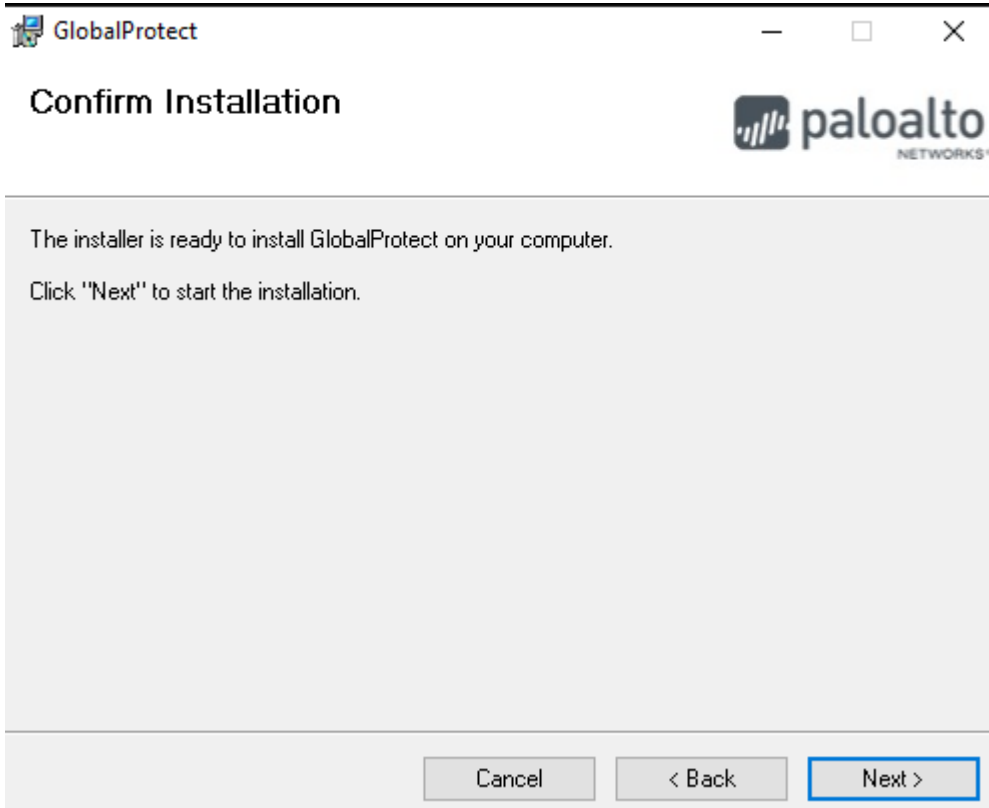 GlobalProtect
Confirm Installation
paloalto
NETWORKS®
The installer is ready to install GlobalProtect on your computer.
Click "Next" to start the installation.
Cancel
< Back
Next >